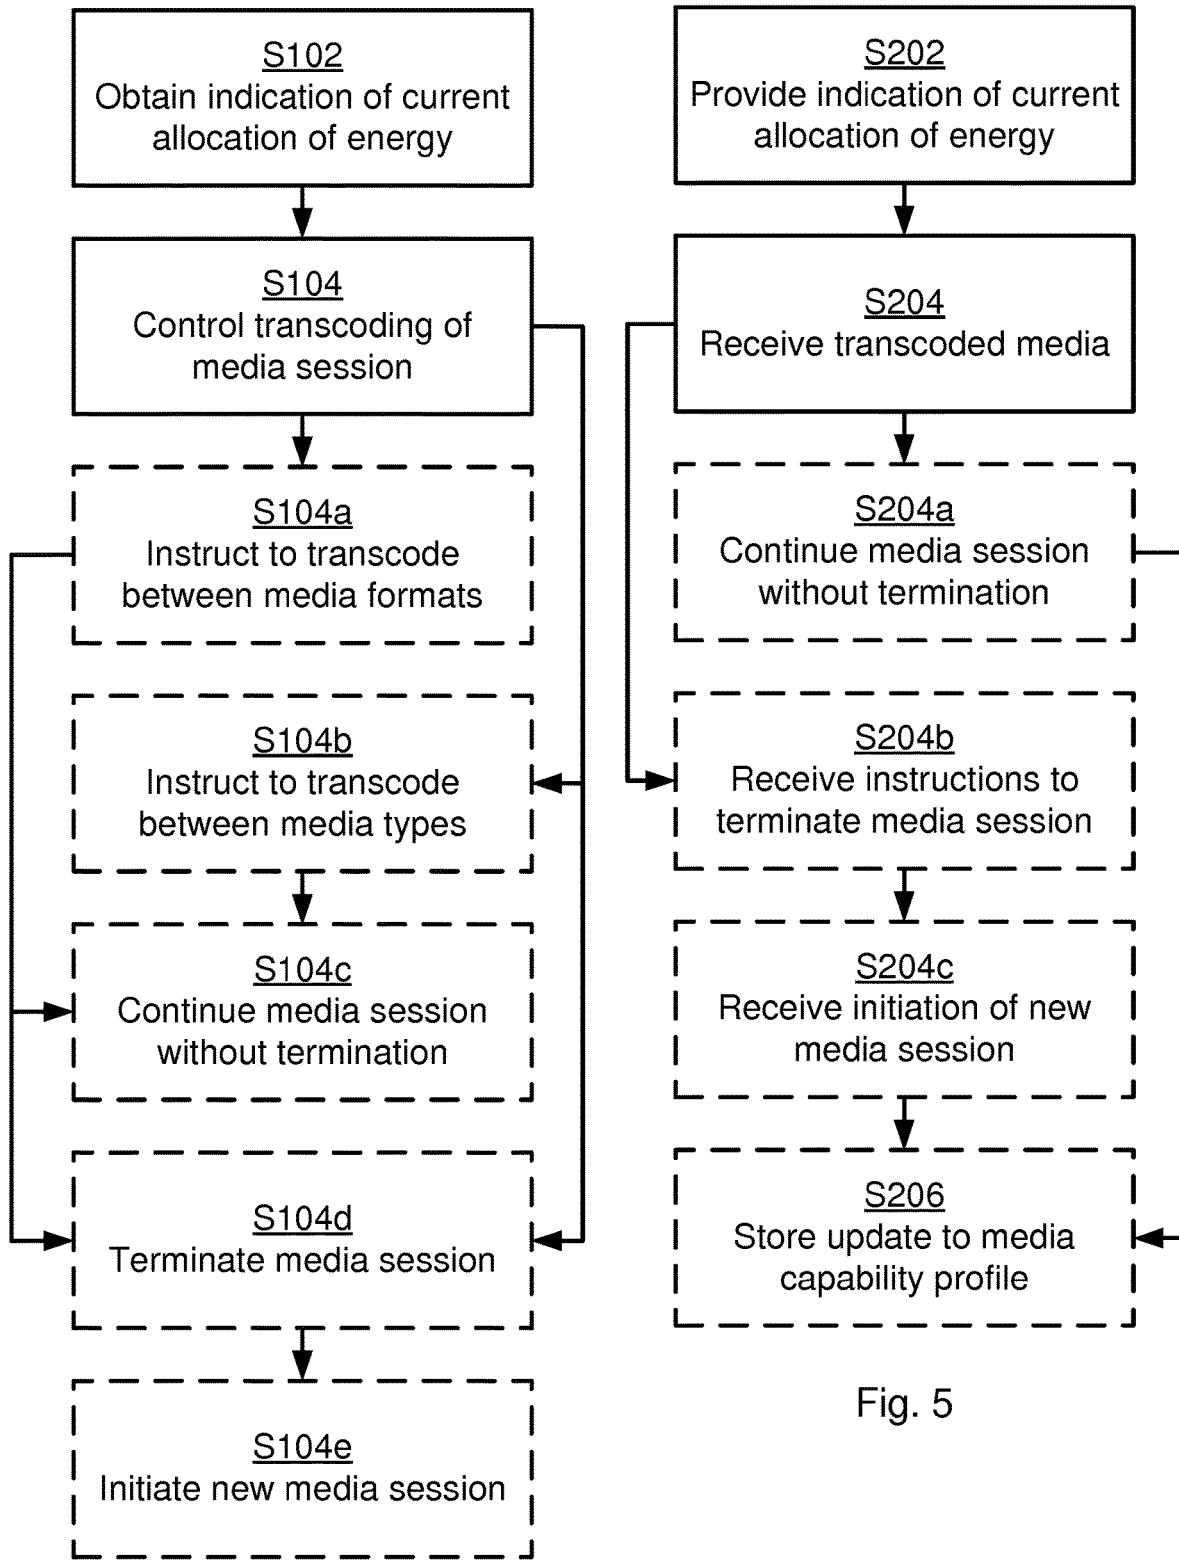 S102
Obtain indication of current
allocation of energy
S104
Control transcoding of
media session
S104a
Instruct to transcode
between media formats
S104b
Instruct to transcode
between media types
S104c
Continue media session
without termination
S104d
Terminate media session
S104e
Initiate new media session
S202
Provide indication of current
allocation of energy
S204
Receive transcoded media
S204a
Continue media session
without termination
S204b
Receive instructions to
terminate media session
S204c
Receive initiation of new
media session
S206
Store update to media
capability profile
Fig. 5